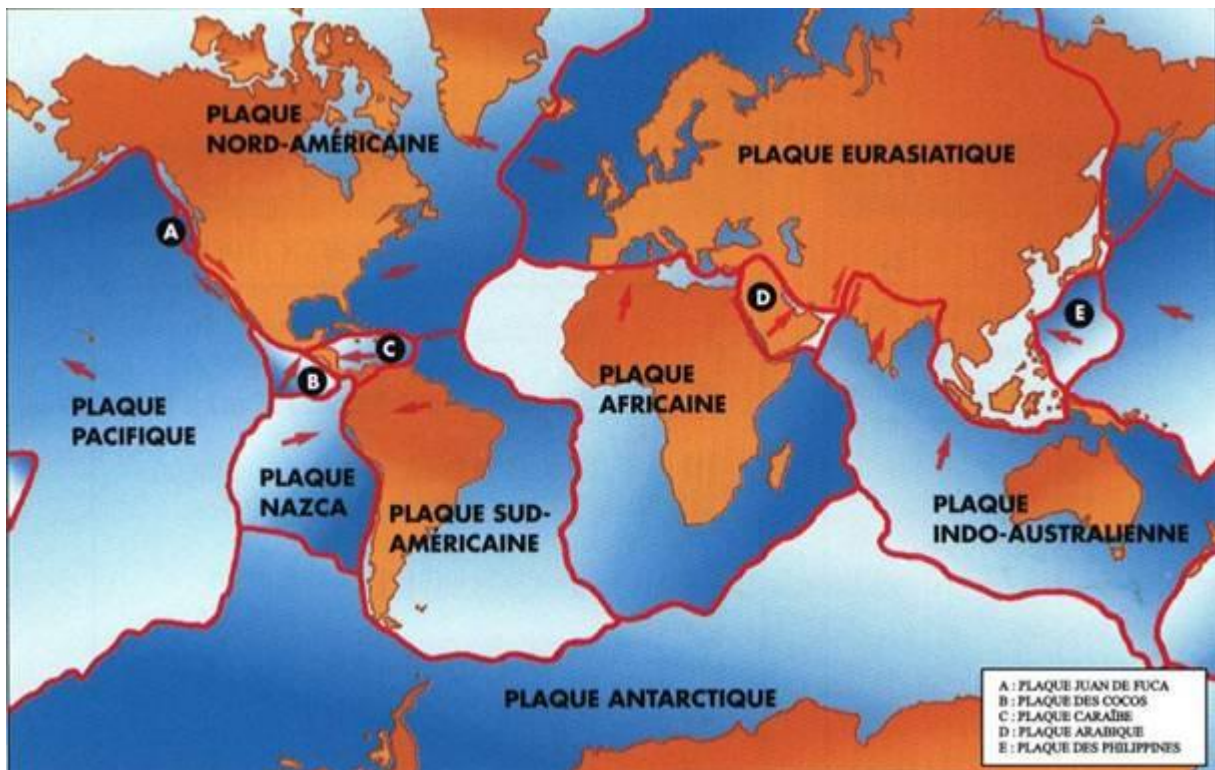 PLAQUE
NORD-AMÉRICAINE
PLAQUE EURASIATIQUE
A
D
E
C
B
PLAQUE
AFRICAINE
PLAQUE
PACIFIQUE
PLAQUE
NAZCA
PLAQUE SUD-
AMÉRICAINE
PLAQUE
INDO-AUSTRALIENNE
PLAQUE ANTARCTIQUE
A : PLAQUE JUAN DE FUCA
B : PLAQUE DES COCOS
C : PLAQUE CARAÏBE
D : PLAQUE ARABIQUE
E : PLAQUE DES PHILIPPINES